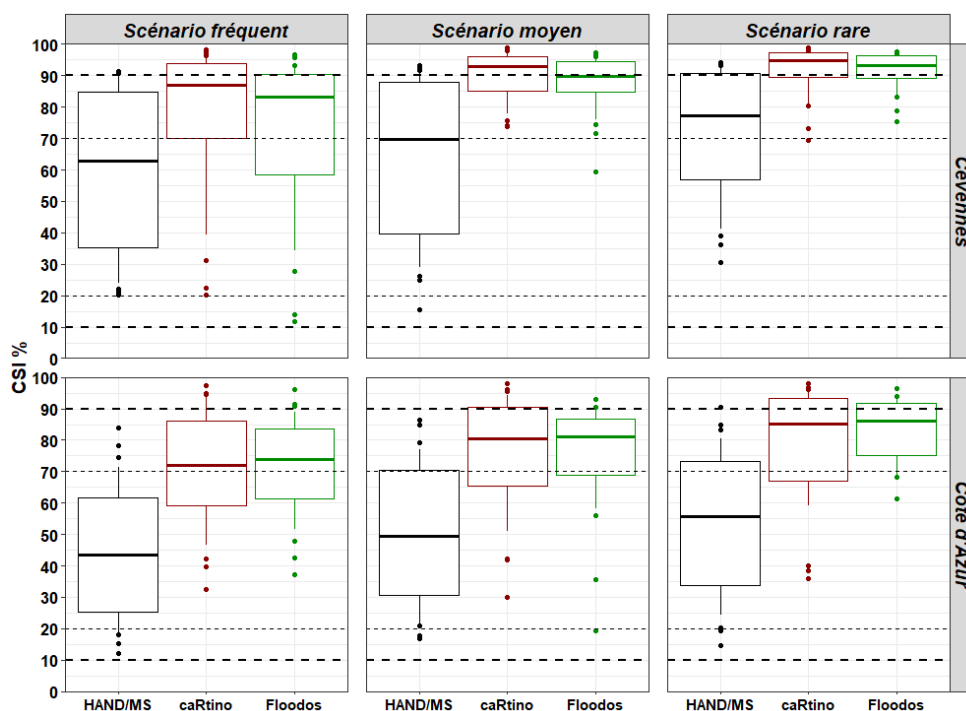 Scénario fréquent
Scénario moyen
Scénario rare
CSI %
100
90
80
70
60
50
40
30
20
10
0
Cévennes
100
90
80
70
60
50
40
30
20
10
0
Côte d'Azur
HAND/MS
caRtino
Floodos
HAND/MS
caRtino
Floodos
HAND/MS
caRtino
Floodos